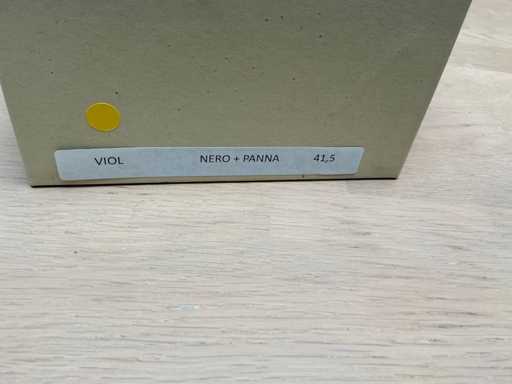 VIOL NERO + PANNA 41,5